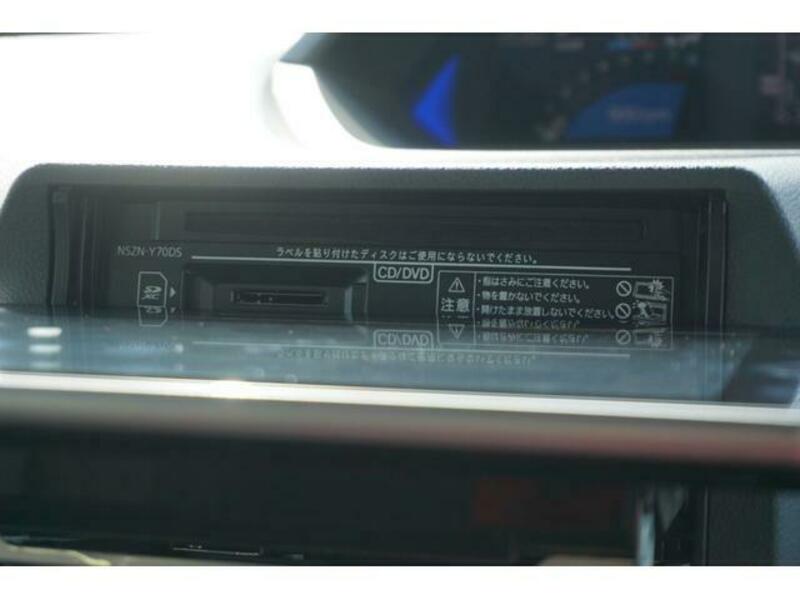 NSZN-Y70DS
ラベルを貼り付けたディスクはご使用にならないでください。
CD/DVD
注意
・指はさみにご注意ください。
・物を置かないでください。
・開けたまま放置しないでください。